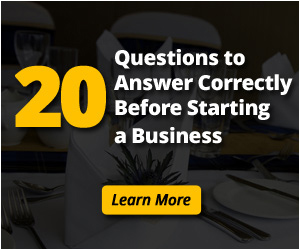 20
Questions to
Answer Correctly
Before Starting
a Business
Learn More